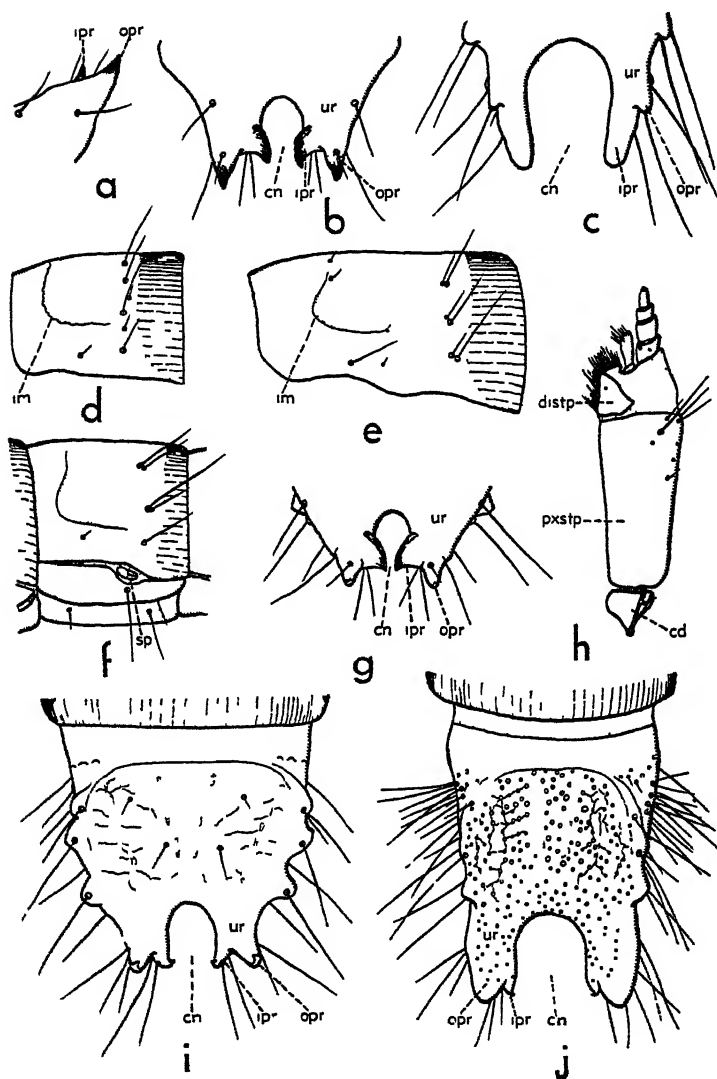 ipr opr
a
ur
cn ipr opr
b
ur
cn ipr opr
c
im
d
im
e
sp
f
ur
cn ipr opr
g
distp
pxstp
cd
h
ur
cn ipr opr
i
ur
opr ipr cn
j